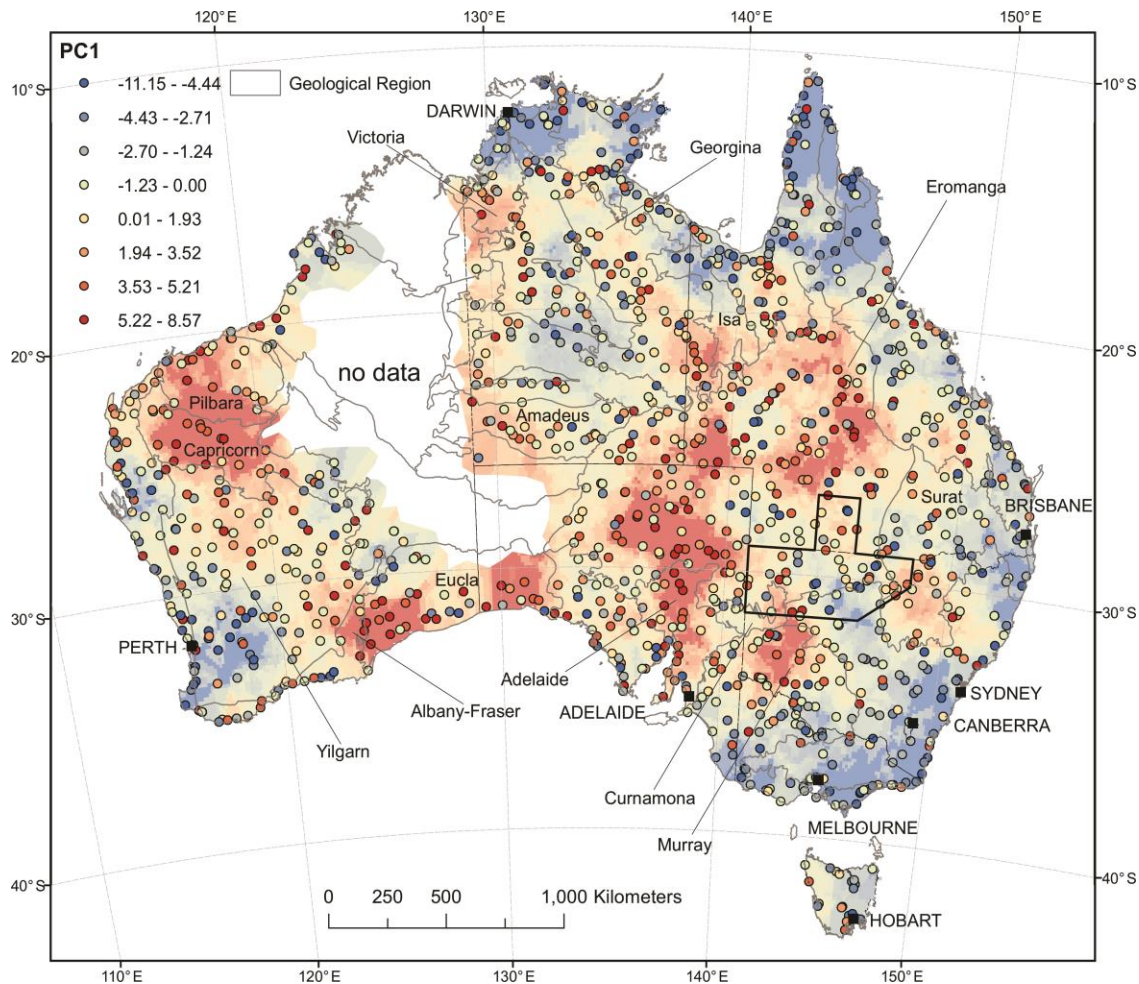 120° E
130° E
140° E
150° E
PC1
-11.15 - -4.44
-4.43 - -2.71
-2.70 - -1.24
-1.23 - 0.00
0.01 - 1.93
1.94 - 3.52
3.53 - 5.21
5.22 - 8.57
Geological Region
10° S
10° S
DARWIN
Victoria
Georgina
Eromanga
Isa
20° S
20° S
no data
Pilbara
Capricorn
Amadeus
Surat
BRISBANE
Eucla
30° S
30° S
PERTH
Adelaide
ADELAIDE
SYDNEY
CANBERRA
Albany-Fraser
Yilgarn
Curnamona
Murray
MELBOURNE
40° S
40° S
0 250 500 1,000 Kilometers
HOBART
110° E
120° E
130° E
140° E
150° E